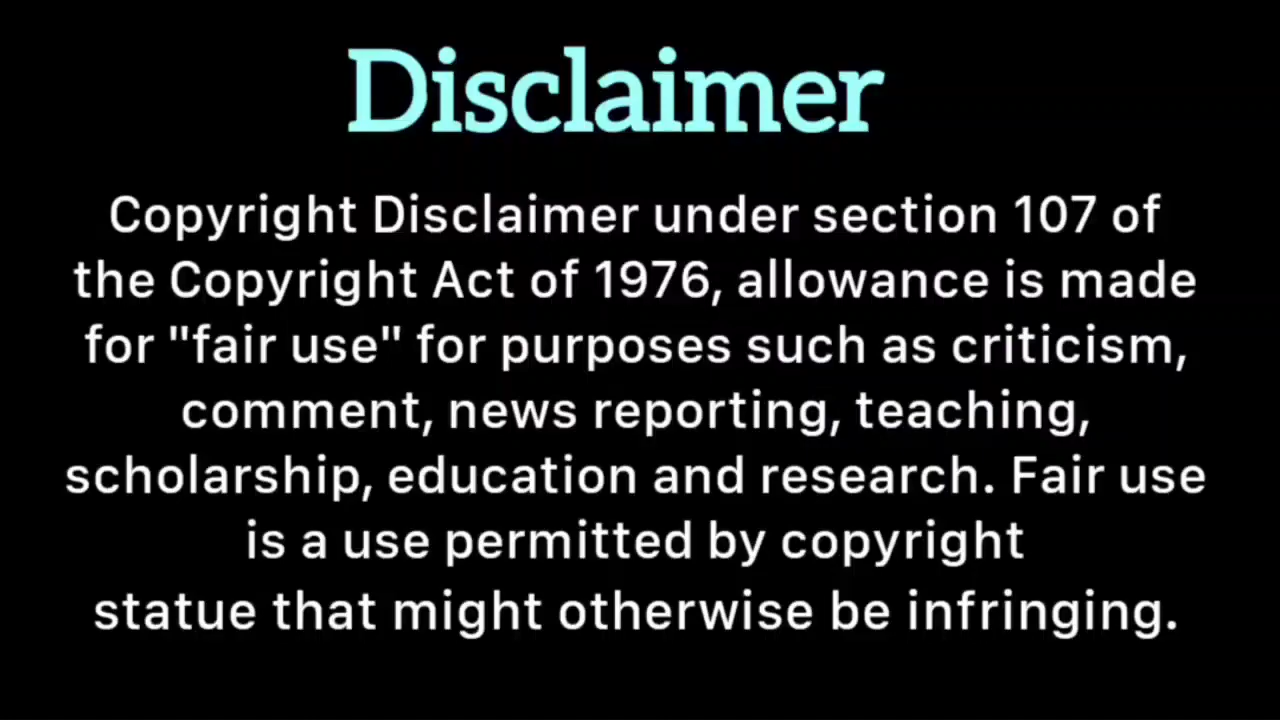 Disclaimer
Copyright Disclaimer under section 107 of
the Copyright Act of 1976, allowance is made
for "fair use" for purposes such as criticism,
comment, news reporting, teaching,
scholarship, education and research. Fair use
is a use permitted by copyright
statue that might otherwise be infringing.